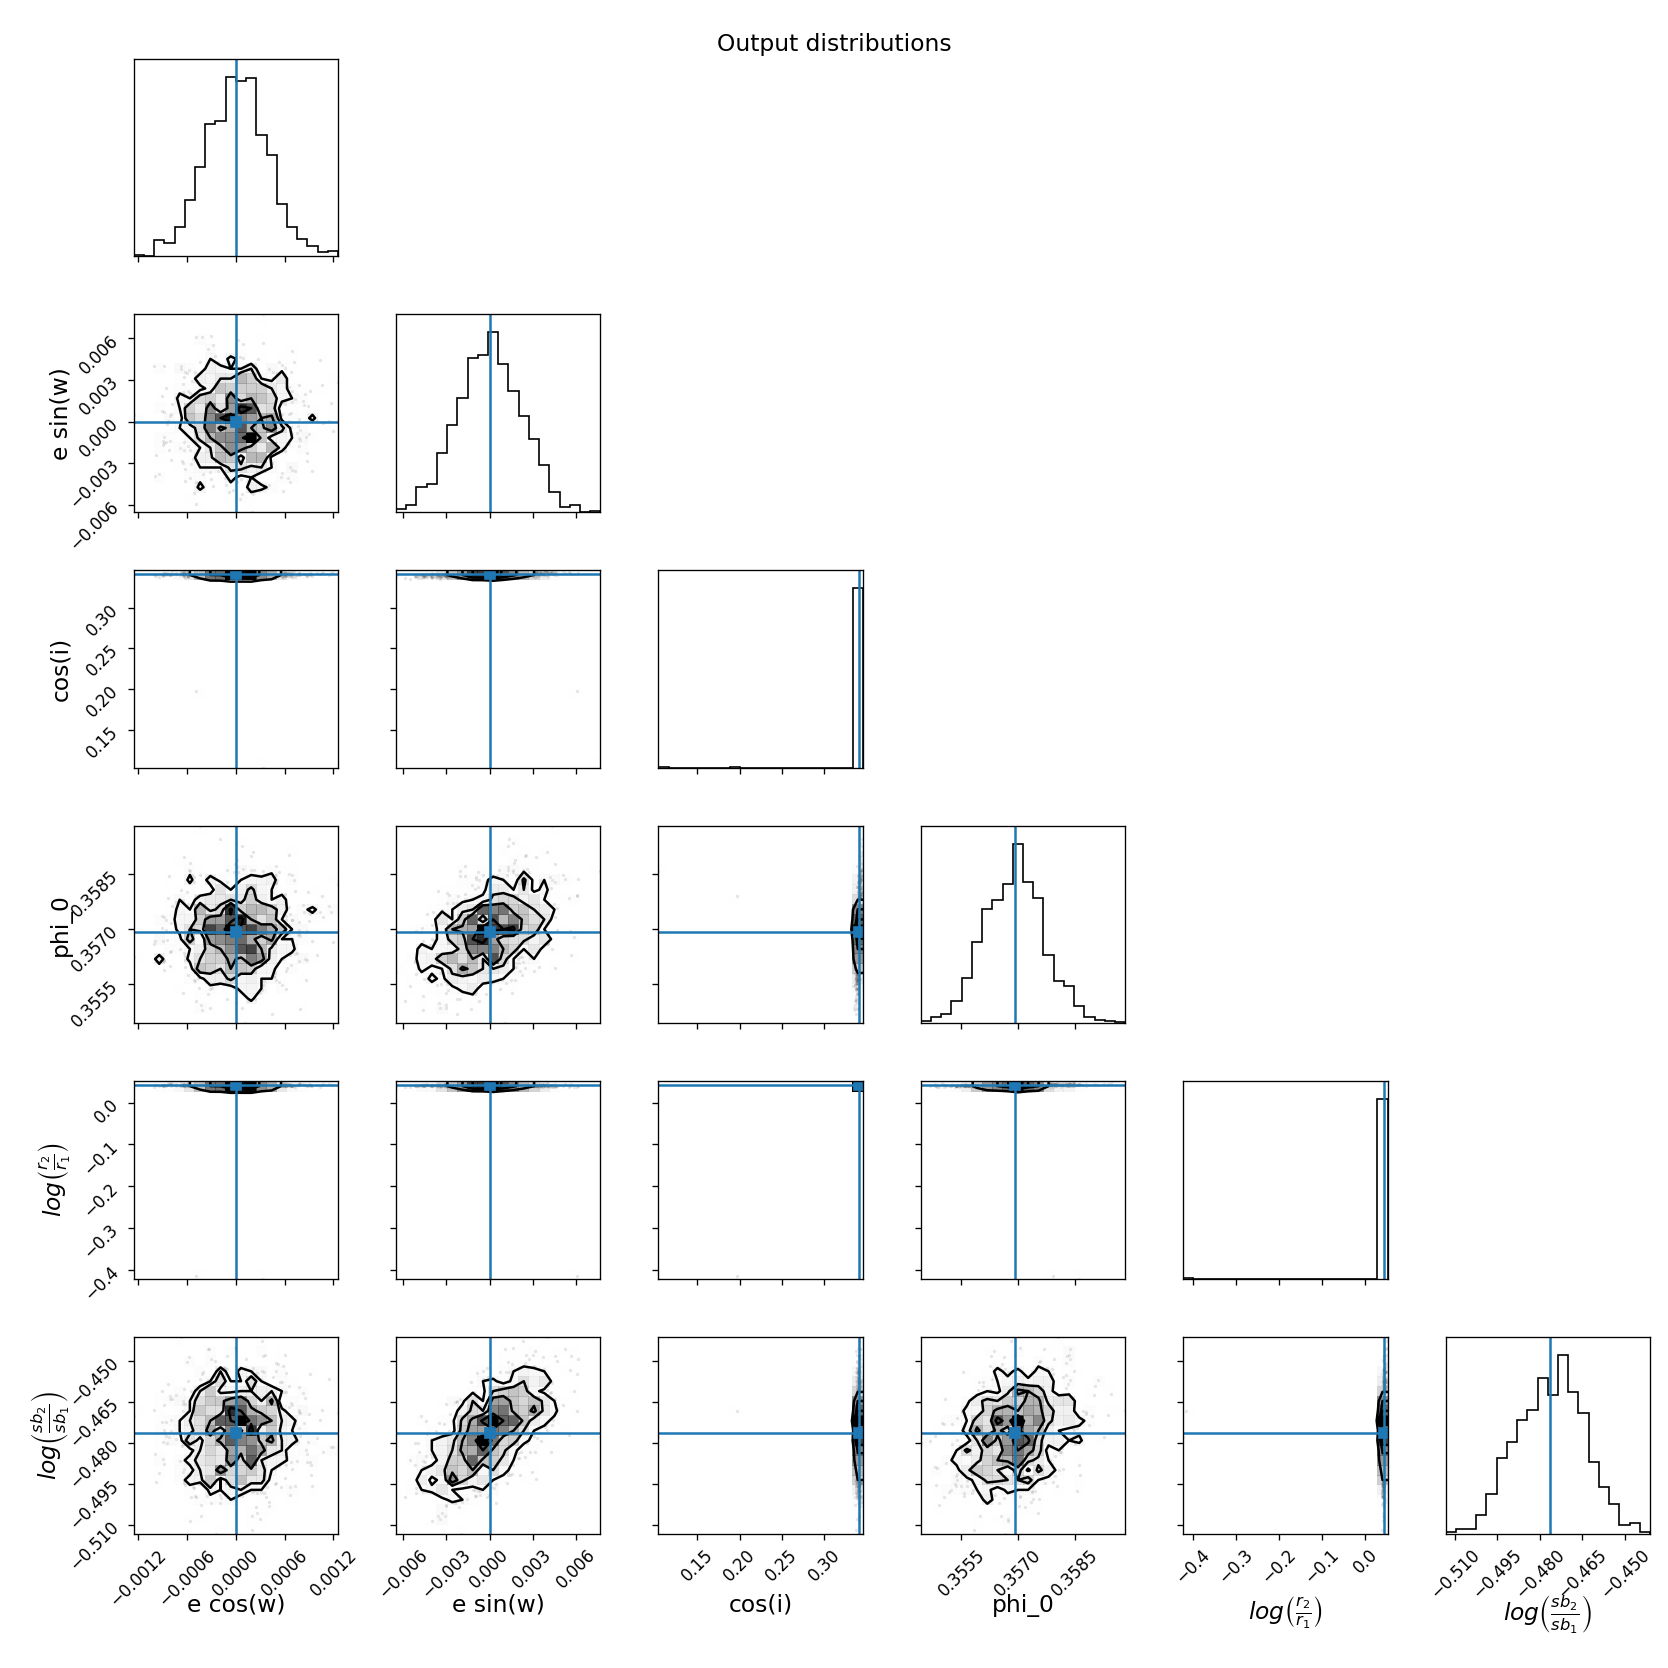 Output distributions
e sin(w)
0.006
0.003
0.000
−0.003
−0.006
cos(i)
0.30
0.25
0.20
0.15
phi_0
0.3585
0.3570
0.3555
log(r2/r1)
0.0
−0.1
−0.2
−0.3
−0.4
log(sb2/sb1)
−0.450
−0.465
−0.480
−0.495
−0.510
−0.0012 −0.0006 0.0000 0.0006 0.0012
−0.006 −0.003 0.000 0.003 0.006
0.15 0.20 0.25 0.30
0.3555 0.3570 0.3585
−0.4 −0.3 −0.2 −0.1 0.0
−0.510 −0.495 −0.480 −0.465 −0.450
e cos(w) e sin(w) cos(i) phi_0 log(r2/r1) log(sb2/sb1)